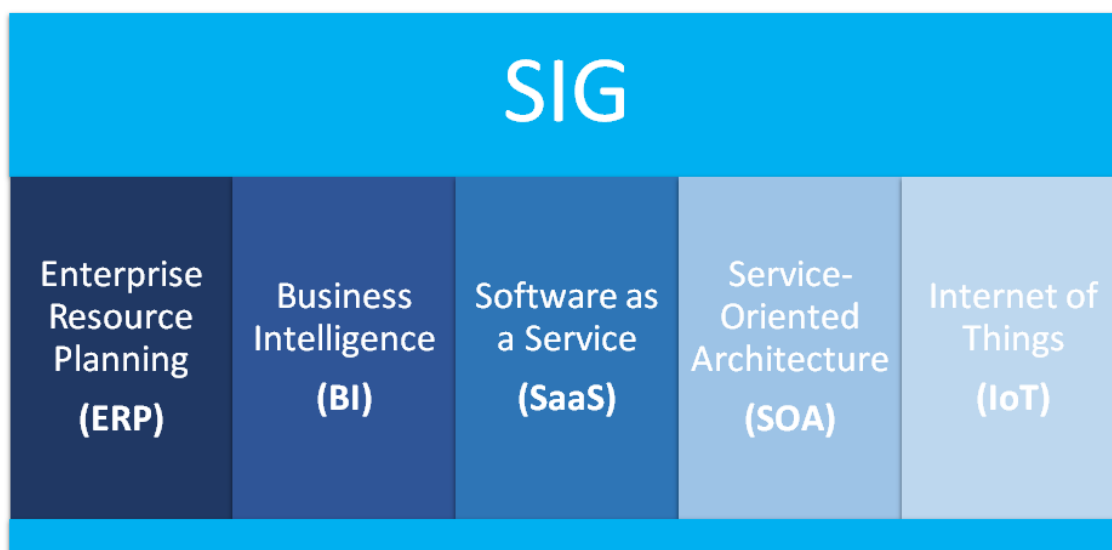 SIG
Enterprise
Resource
Planning
(ERP)
Business
Intelligence
(BI)
Software as
a Service
(SaaS)
Service-
Oriented
Architecture
(SOA)
Internet of
Things
(IoT)